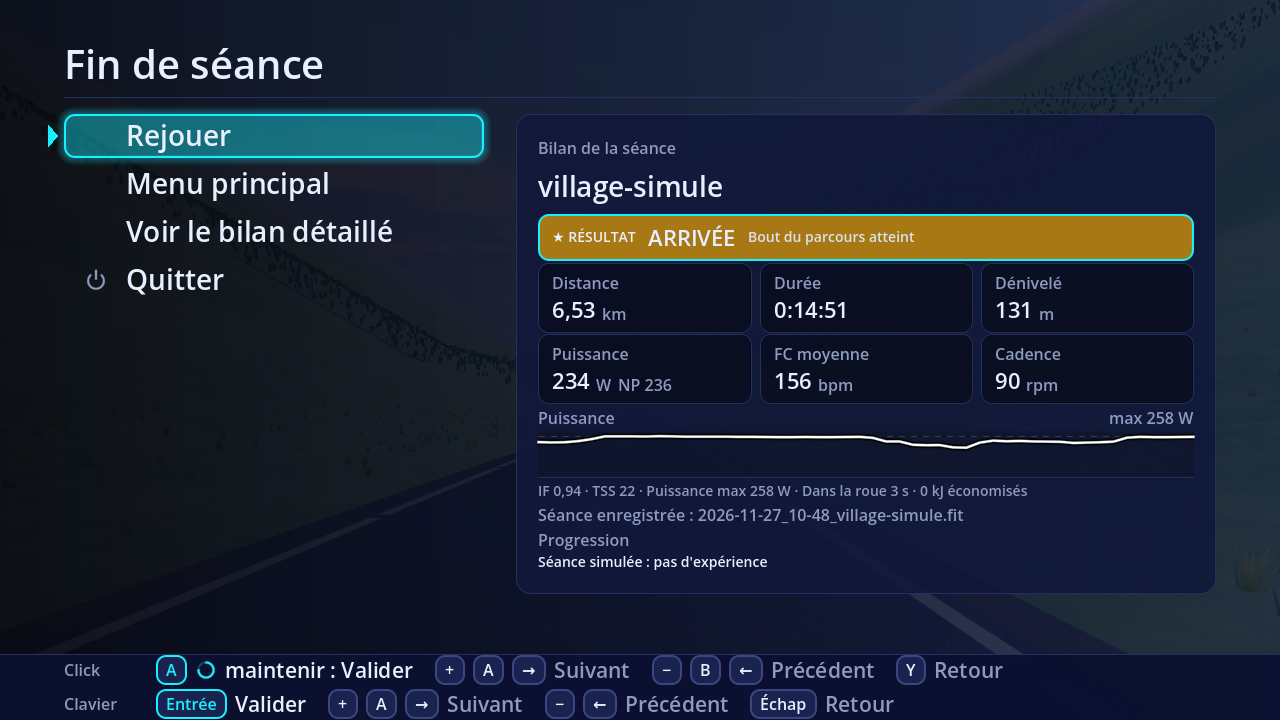 Fin de séance
Rejouer
Menu principal
Voir le bilan détaillé
Quitter
Bilan de la séance
village-simule
★ RÉSULTAT ARRIVÉE Bout du parcours atteint
Distance Durée Dénivelé
6,53 km 0:14:51 131 m
Puissance FC moyenne Cadence
234 W NP 236 156 bpm 90 rpm
Puissance max 258 W
IF 0,94 · TSS 22 · Puissance max 258 W · Dans la roue 3 s · 0 kJ économisés
Séance enregistrée : 2026-11-27_10-48_village-simule.fit
Progression
Séance simulée : pas d'expérience
Click A maintenir : Valider + A → Suivant − B ← Précédent Y Retour
Clavier Entrée Valider + A → Suivant − ← Précédent Échap Retour